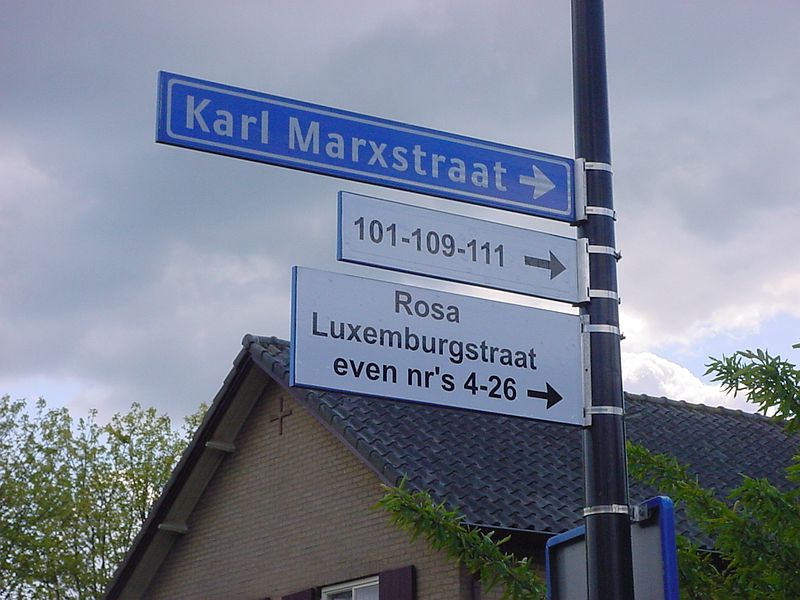 Karl Marxstraat
101-109-111
Rosa
Luxemburgstraat
even nr's 4-26